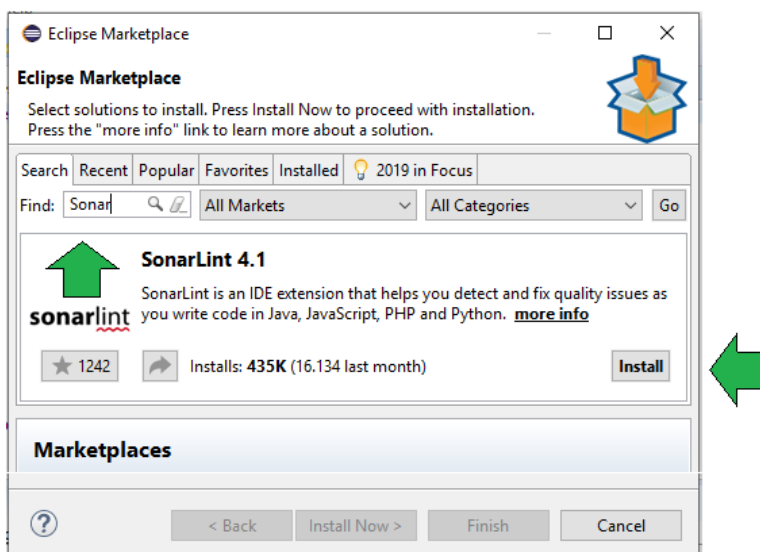 Eclipse Marketplace
Eclipse Marketplace
Select solutions to install. Press Install Now to proceed with installation.
Press the "more info" link to learn more about a solution.
Search Recent Popular Favorites Installed 2019 in Focus
Find: Sonar All Markets All Categories Go
SonarLint 4.1
SonarLint is an IDE extension that helps you detect and fix quality issues as
sonarlint you write code in Java, JavaScript, PHP and Python. more info
1242 Installs: 435K (16.134 last month) Install
Marketplaces
? < Back Install Now > Finish Cancel